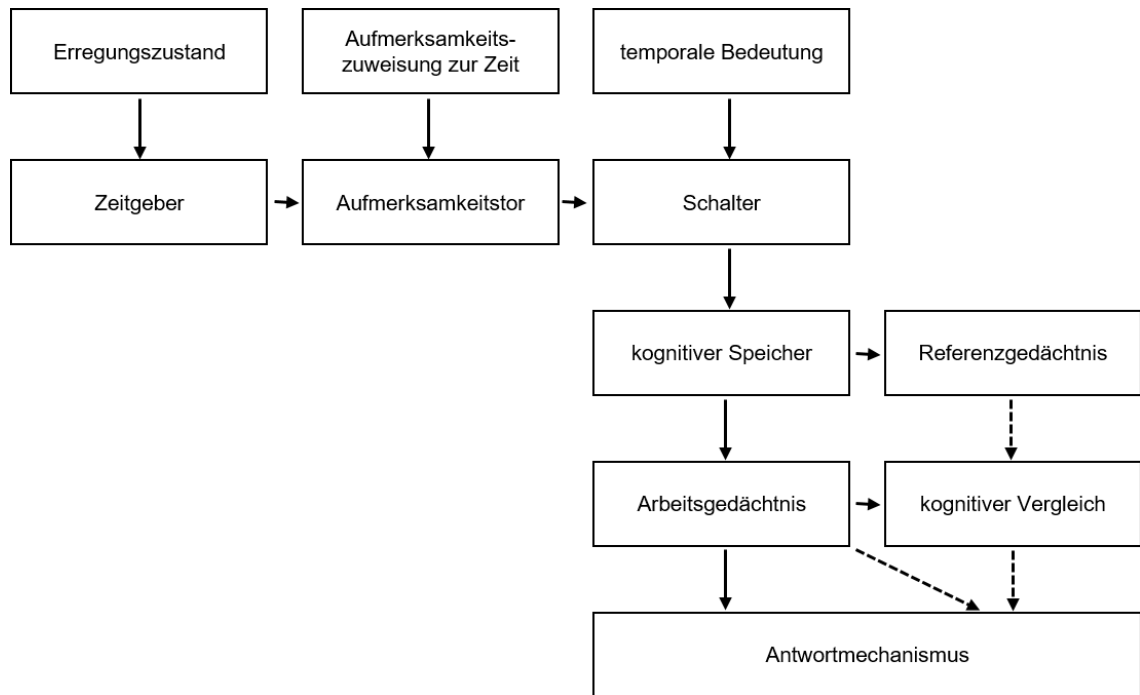 Erregungszustand
Aufmerksamkeits-
zuweisung zur Zeit
temporale Bedeutung
Zeitgeber
Aufmerksamkeitstor
Schalter
kognitiver Speicher
Referenzgedächtnis
Arbeitsgedächtnis
kognitiver Vergleich
Antwortmechanismus